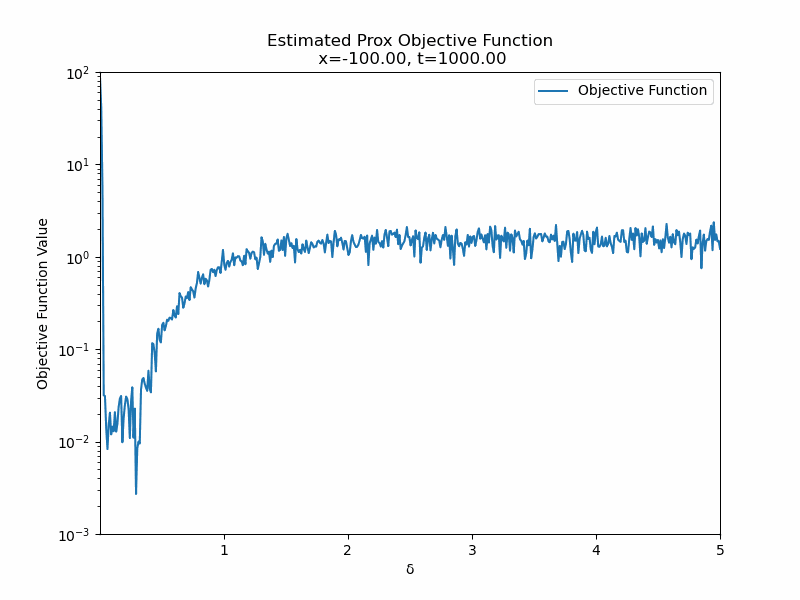 Estimated Prox Objective Function
x=-100.00, t=1000.00
Objective Function
Objective Function Value
10²
10¹
10⁰
10⁻¹
10⁻²
10⁻³
1 2 3 4 5
δ